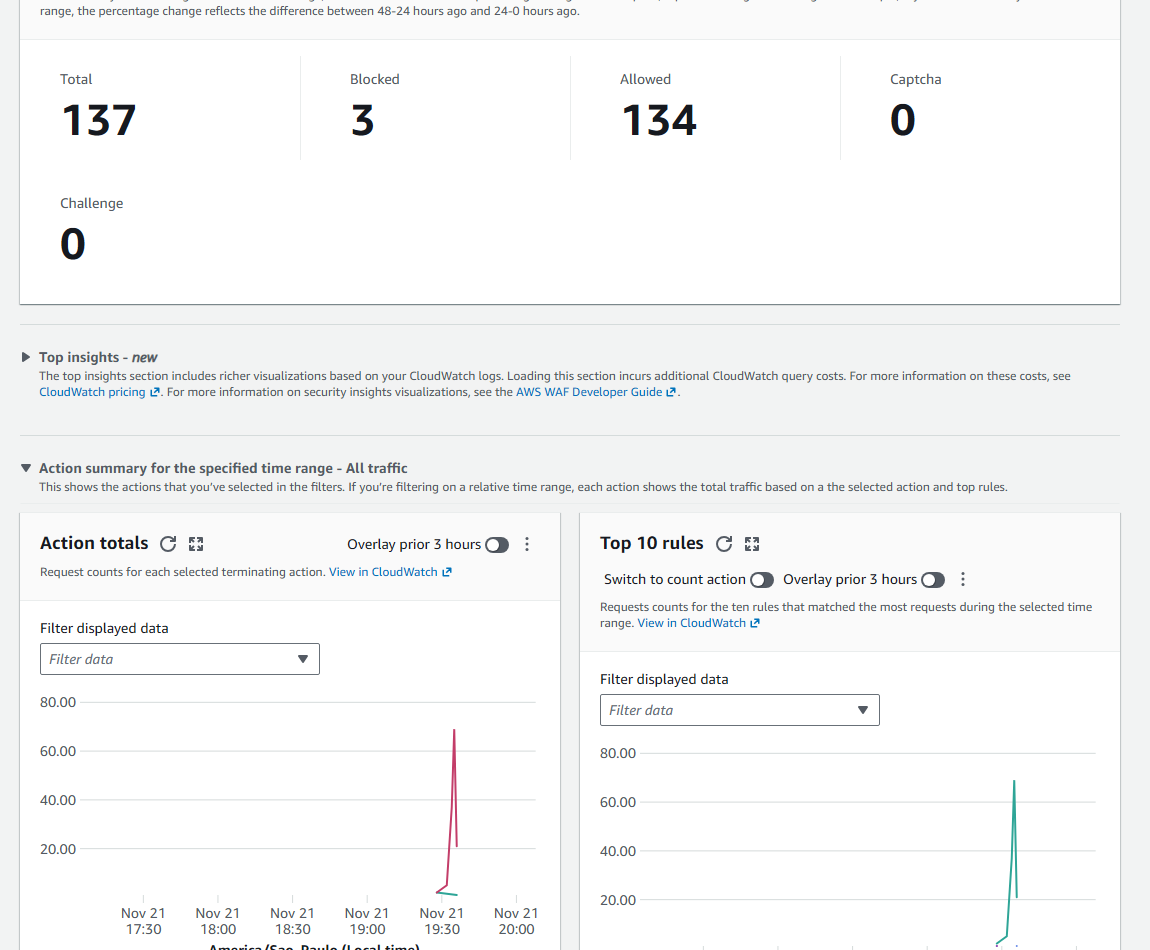 range, the percentage change reflects the difference between 48-24 hours ago and 24-0 hours ago.
Total
137
Blocked
3
Allowed
134
Captcha
0
Challenge
0
Top insights - new
The top insights section includes richer visualizations based on your CloudWatch logs. Loading this section incurs additional CloudWatch query costs. For more information on these costs, see
CloudWatch pricing. For more information on security insights visualizations, see the AWS WAF Developer Guide.
Action summary for the specified time range - All traffic
This shows the actions that you've selected in the filters. If you're filtering on a relative time range, each action shows the total traffic based on a the selected action and top rules.
Action totals
Overlay prior 3 hours
Request counts for each selected terminating action. View in CloudWatch
Filter displayed data
Filter data
80.00
60.00
40.00
20.00
Nov 21 17:30
Nov 21 18:00
Nov 21 18:30
Nov 21 19:00
Nov 21 19:30
Nov 21 20:00
America/Sao_Paulo (Local time)
Top 10 rules
Switch to count action
Overlay prior 3 hours
Requests counts for the ten rules that matched the most requests during the selected time
range. View in CloudWatch
Filter displayed data
Filter data
80.00
60.00
40.00
20.00